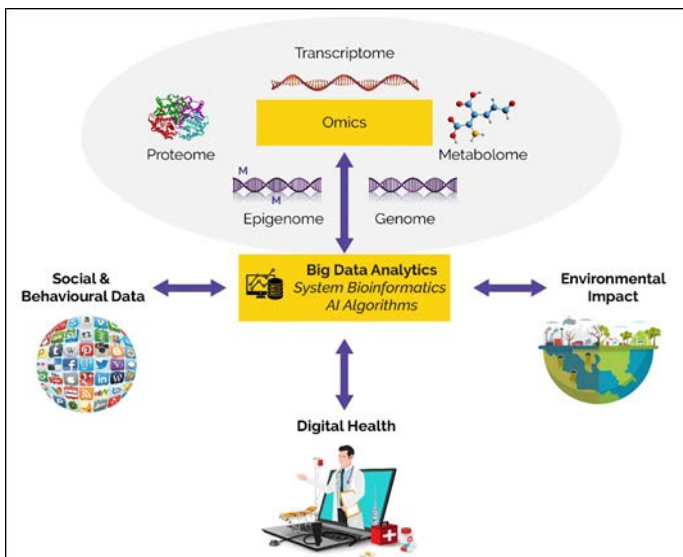 Transcriptome
Omics
Proteome
Metabolome
M
M
Epigenome
Genome
Big Data Analytics
System Bioinformatics
AI Algorithms
Social &
Behavioural Data
Environmental
Impact
Digital Health